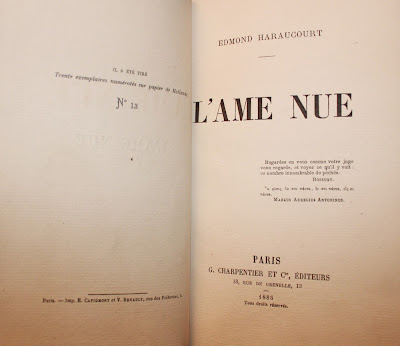 IL A ÉTÉ TIRÉ
Trente exemplaires numérotés sur papier de Hollande.
N° 13
Paris. — Imp. E. CAPIOMONT et V. RENAULT, rue des Poitevins, 6.
EDMOND HARAUCOURT
L'AME NUE
Regardez en vous comme votre juge
vous regarde, et voyez ce qu'il y voit:
ce nombre innombrable de péchés.
BOSSUET.
MARCUS AURELIUS ANTONINUS.
PARIS
G. CHARPENTIER ET Cie, ÉDITEURS
13, RUE DE GRENELLE, 13
1885
Tous droits réservés.